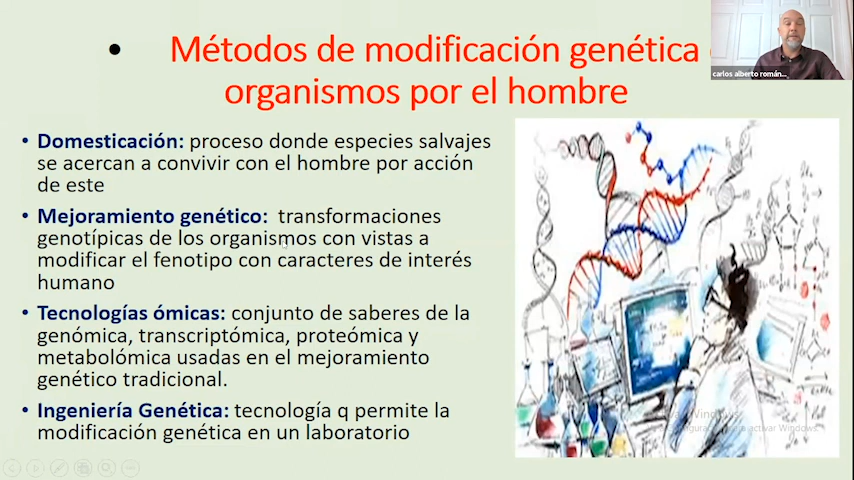 • Métodos de modificación genética
organismos por el hombre
carlos alberto román...
• Domesticación: proceso donde especies salvajes
se acercan a convivir con el hombre por acción
de este
• Mejoramiento genético: transformaciones
genotípicas de los organismos con vistas a
modificar el fenotipo con caracteres de interés
humano
• Tecnologías ómicas: conjunto de saberes de la
genómica, transcriptómica, proteómica y
metabolómica usadas en el mejoramiento
genético tradicional.
• Ingeniería Genética: tecnología q permite la
modificación genética en un laboratorio
Windows
activar Windows.